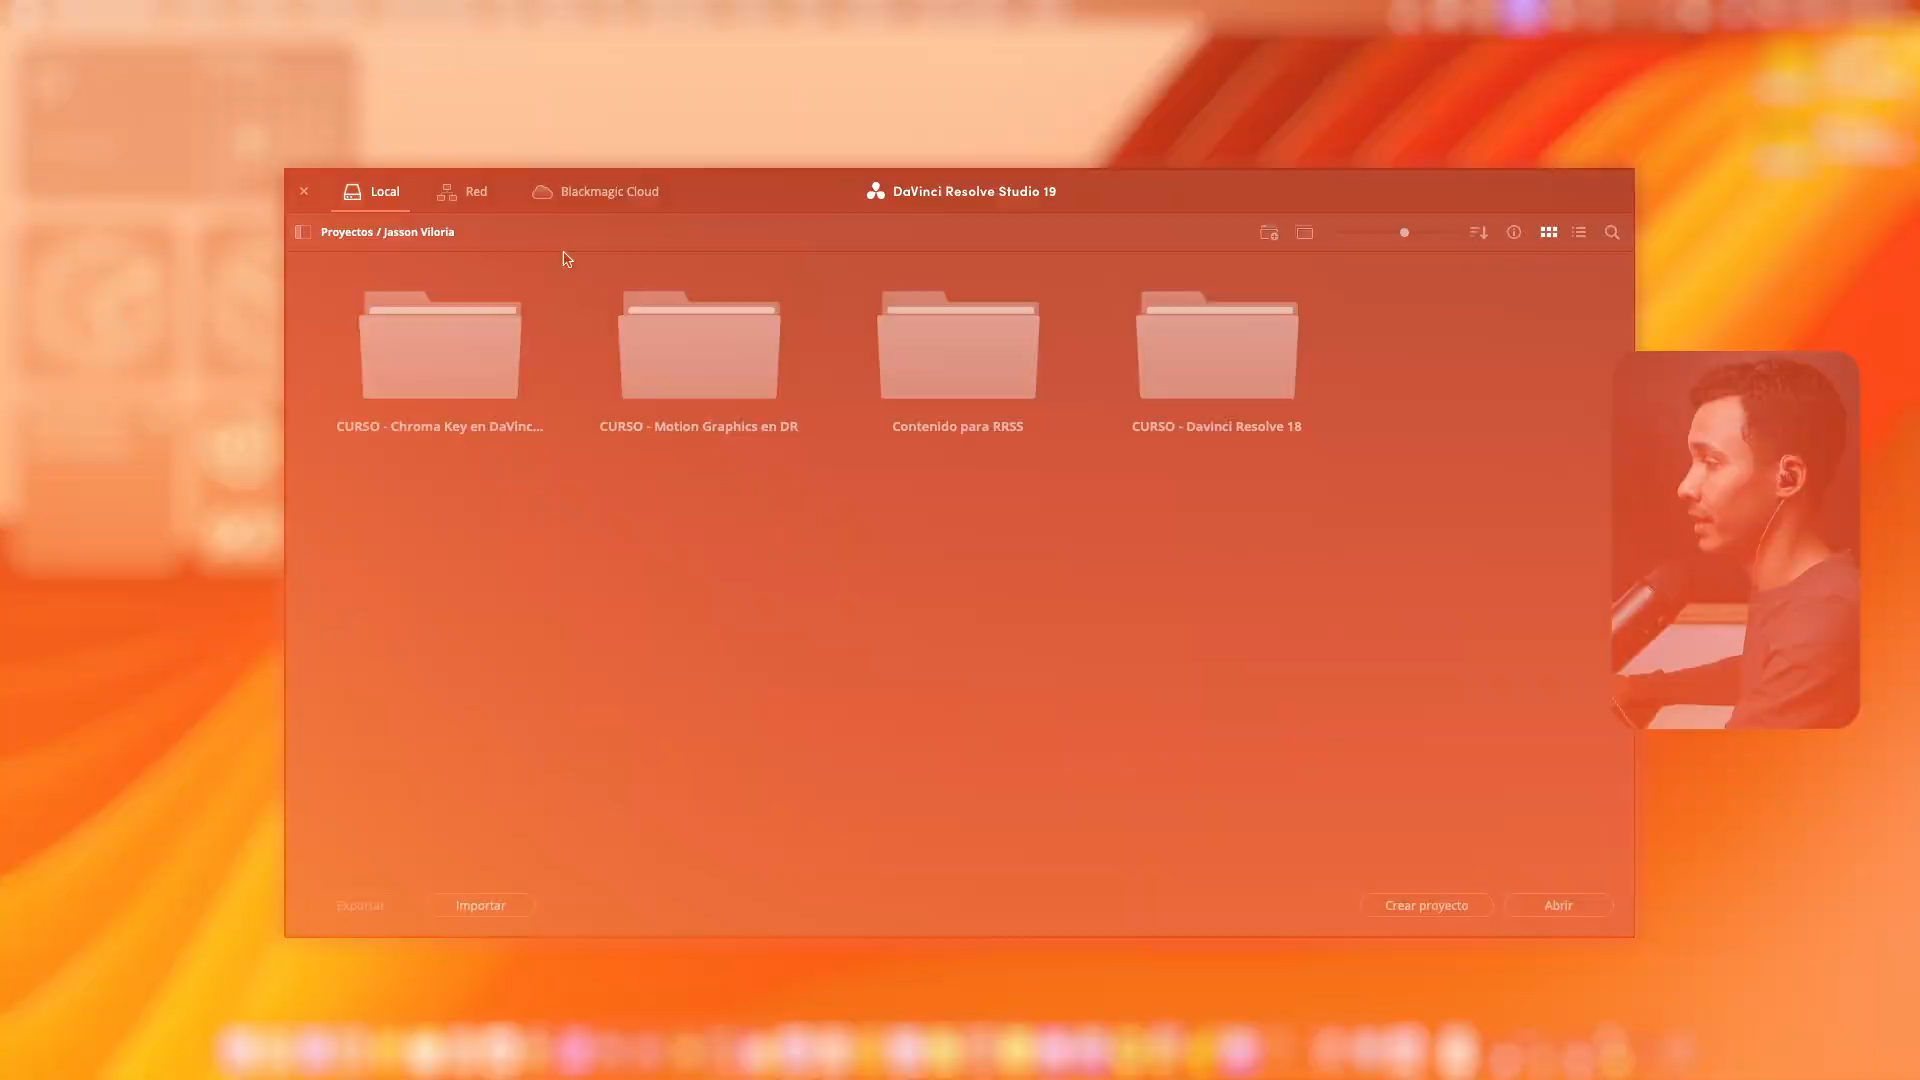 Local
Red
Blackmagic Cloud
DaVinci Resolve Studio 19
Proyectos / Jasson Viloria
CURSO - Chroma Key en DaVinc...
CURSO - Motion Graphics en DR
Contenido para RRSS
CURSO - Davinci Resolve 18
Exportar
Importar
Crear proyecto
Abrir